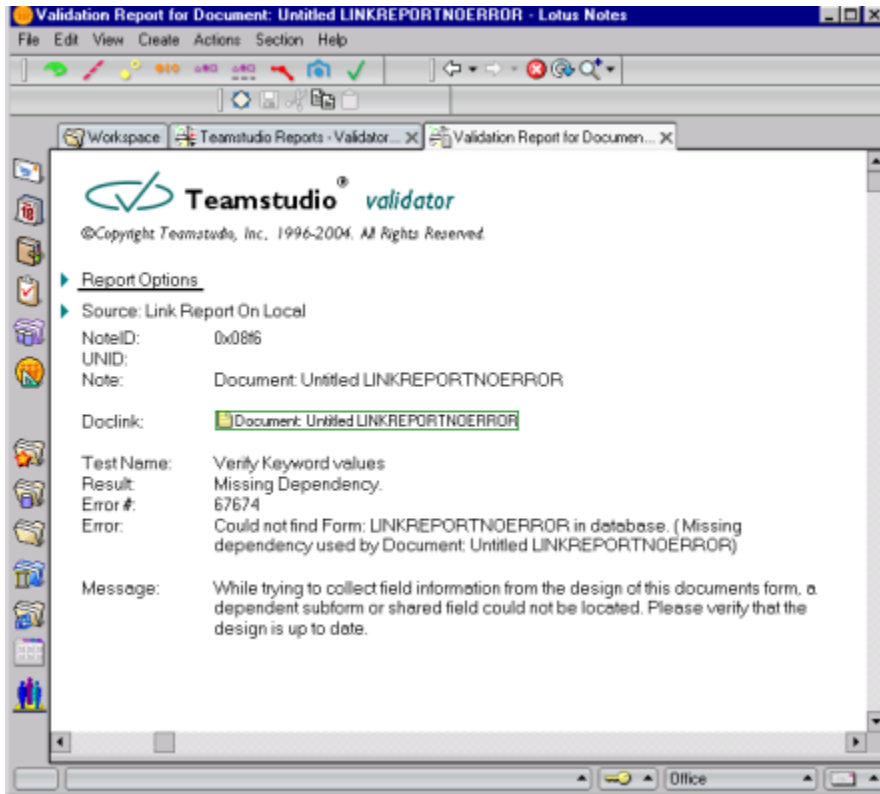 Validation Report for Document: Untitled LINKREPORTNOERROR - Lotus Notes
File Edit View Create Actions Section Help
Workspace Teamstudio Reports - Validator... Validation Report for Documen...
Teamstudio® validator
©Copyright Teamstudio, Inc. 1996-2004. All Rights Reserved.
Report Options
Source: Link Report On Local
NoteID: 0x08f6
UNID:
Note: Document: Untitled LINKREPORTNOERROR
Doclink: Document: Untitled LINKREPORTNOERROR
Test Name: Verify Keyword values
Result: Missing Dependency.
Error #: 67674
Error: Could not find Form: LINKREPORTNOERROR in database. ( Missing
dependency used by Document: Untitled LINKREPORTNOERROR)
Message: While trying to collect field information from the design of this documents form, a
dependent subform or shared field could not be located. Please verify that the
design is up to date.
Office